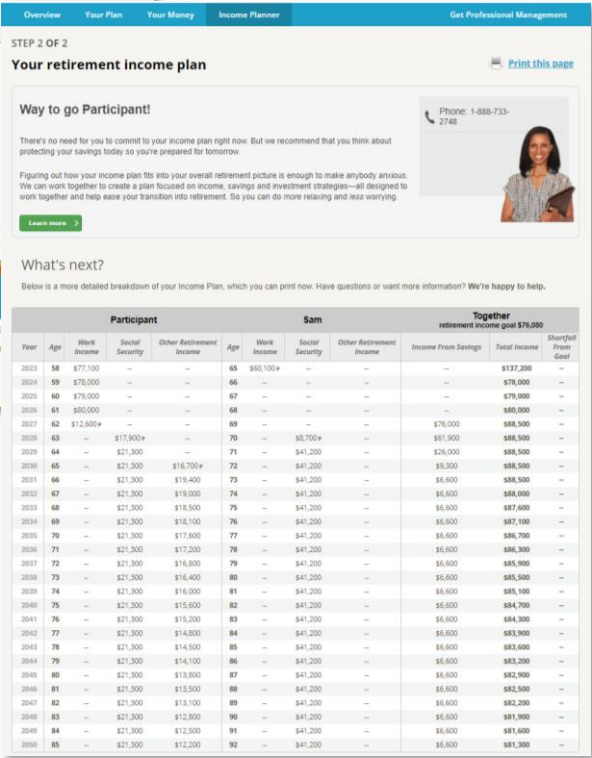 Overview Your Plan Your Money Income Planner Get Professional Management
STEP 2 OF 2
Your retirement income plan Print this page
Way to go Participant!
Phone: 1-888-733-
2748
There's no need for you to commit to your income plan right now. But we recommend that you think about
protecting your savings today so you're prepared for tomorrow.
Figuring out how your income plan fits into your overall retirement picture is enough to make anybody anxious.
We can work together to create a plan focused on income, savings and investment strategies—all designed to
work together and help ease your transition into retirement. So you can do more relaxing and less worrying.
Learn more >
What's next?
Below is a more detailed breakdown of your Income Plan, which you can print now. Have questions or want more information? We're happy to help.
Participant Sam Together
retirement income goal $76,080
Year Age Work Income Social Security Other Retirement Income Age Work Income Social Security Other Retirement Income Income From Savings Total Income Shortfall From Goal
2023 58 $77,100 -- -- 65 $60,100 -- -- -- $137,200 --
2024 59 $78,000 -- -- 66 -- -- -- -- $78,000 --
2025 60 $79,000 -- -- 67 -- -- -- -- $79,000 --
2026 61 $80,000 -- -- 68 -- -- -- -- $80,000 --
2027 62 $12,600 -- -- 69 -- -- -- $76,000 $88,500 --
2028 63 -- $17,900 -- 70 -- $8,700 -- $61,900 $88,500 --
2029 64 -- $21,300 -- 71 -- $41,200 -- $26,000 $88,500 --
2030 65 -- $21,300 $16,700 72 -- $41,200 -- $9,300 $88,500 --
2031 66 -- $21,300 $19,400 73 -- $41,200 -- $6,600 $88,500 --
2032 67 -- $21,300 $19,000 74 -- $41,200 -- $6,600 $88,000 --
2033 68 -- $21,300 $18,500 75 -- $41,200 -- $6,600 $87,600 --
2034 69 -- $21,300 $18,100 76 -- $41,200 -- $6,600 $87,100 --
2035 70 -- $21,300 $17,600 77 -- $41,200 -- $6,600 $86,700 --
2036 71 -- $21,300 $17,200 78 -- $41,200 -- $6,600 $86,300 --
2037 72 -- $21,300 $16,800 79 -- $41,200 -- $6,600 $85,900 --
2038 73 -- $21,300 $16,400 80 -- $41,200 -- $6,600 $85,500 --
2039 74 -- $21,300 $16,000 81 -- $41,200 -- $6,600 $85,100 --
2040 75 -- $21,300 $15,600 82 -- $41,200 -- $6,600 $84,700 --
2041 76 -- $21,300 $15,200 83 -- $41,200 -- $6,600 $84,300 --
2042 77 -- $21,300 $14,800 84 -- $41,200 -- $6,600 $83,900 --
2043 78 -- $21,300 $14,500 85 -- $41,200 -- $6,600 $83,600 --
2044 79 -- $21,300 $14,100 86 -- $41,200 -- $6,600 $83,200 --
2045 80 -- $21,300 $13,800 87 -- $41,200 -- $6,600 $82,900 --
2046 81 -- $21,300 $13,500 88 -- $41,200 -- $6,600 $82,500 --
2047 82 -- $21,300 $13,100 89 -- $41,200 -- $6,600 $82,200 --
2048 83 -- $21,300 $12,800 90 -- $41,200 -- $6,600 $81,900 --
2049 84 -- $21,300 $12,500 91 -- $41,200 -- $6,600 $81,600 --
2050 85 -- $21,300 $12,200 92 -- $41,200 -- $6,600 $81,300 --